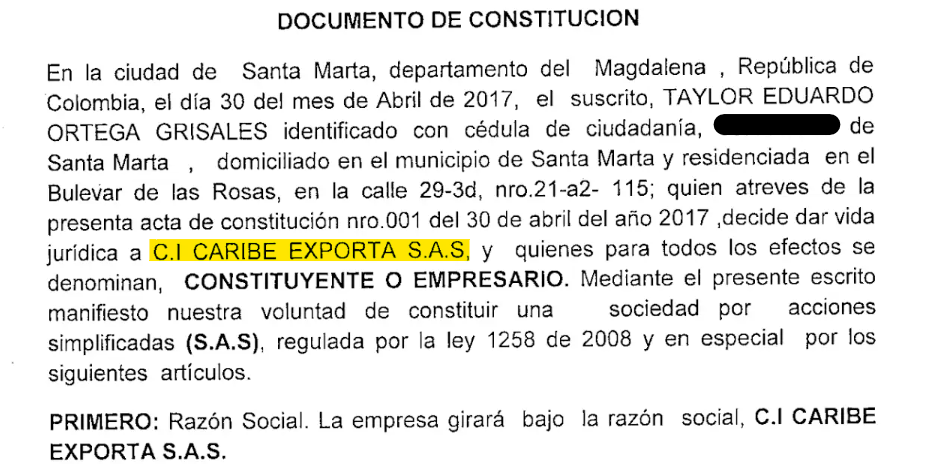 DOCUMENTO DE CONSTITUCION
En la ciudad de Santa Marta, departamento del Magdalena , República de
Colombia, el día 30 del mes de Abril de 2017, el suscrito, TAYLOR EDUARDO
ORTEGA GRISALES identificado con cédula de ciudadanía, de
Santa Marta , domiciliado en el municipio de Santa Marta y residenciada en el
Bulevar de las Rosas, en la calle 29-3d, nro.21-a2- 115; quien atreves de la
presenta acta de constitución nro.001 del 30 de abril del año 2017 ,decide dar vida
jurídica a C.I CARIBE EXPORTA S.A.S, y quienes para todos los efectos se
denominan, CONSTITUYENTE O EMPRESARIO. Mediante el presente escrito
manifiesto nuestra voluntad de constituir una sociedad por acciones
simplificadas (S.A.S), regulada por la ley 1258 de 2008 y en especial por los
siguientes artículos.
PRIMERO: Razón Social. La empresa girará bajo la razón social, C.I CARIBE
EXPORTA S.A.S.